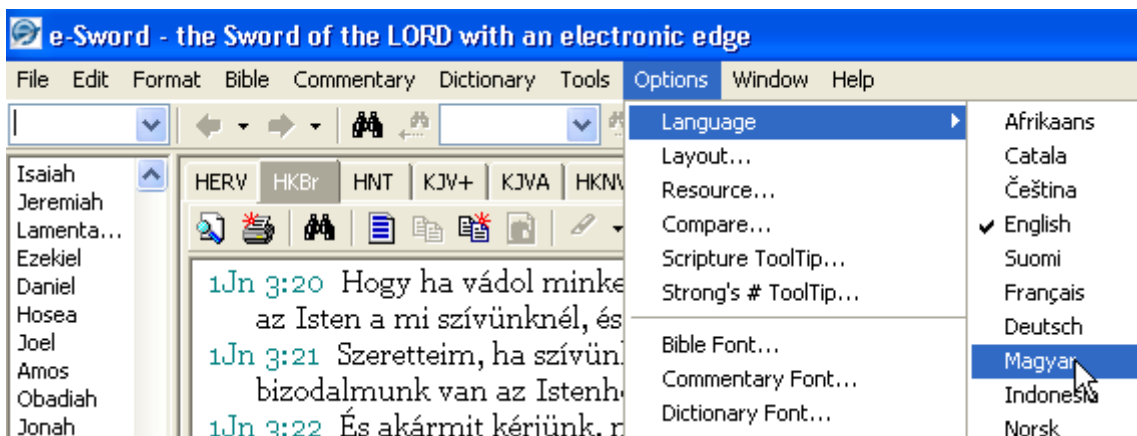 e-Sword - the Sword of the LORD with an electronic edge
File Edit Format Bible Commentary Dictionary Tools Options Window Help
Isaiah
Jeremiah
Lamenta...
Ezekiel
Daniel
Hosea
Joel
Amos
Obadiah
Jonah
HERV HKBr HNT KJV+ KJVA
1Jn 3:20 Hogy ha vádol
az Isten a mi szívünknél, és
1Jn 3:21 Szeretteim, ha
bizodalmunk van az
1Jn 3:22 És akármit kérjünk,
Language
Layout...
Resource...
Compare...
Scripture ToolTip...
Strong's # ToolTip...
Bible Font...
Commentary Font...
Dictionary Font...
Afrikaans
Catala
Čeština
English
Suomi
Français
Deutsch
Magyar
Indonesia
Norsk